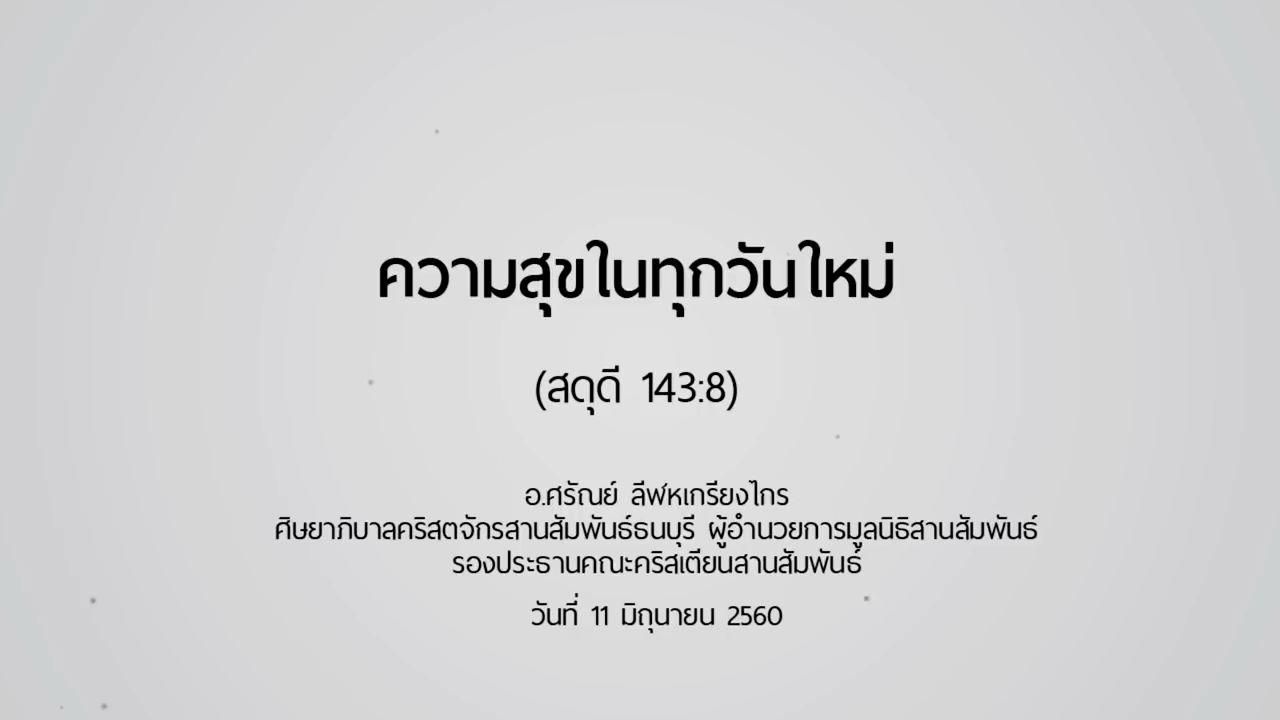 ความสุขในทุกวันใหม่
(สดุดี 143:8)
อ.ศรัณย์ ลีฬหเกรียงไกร
ศิษยาภิบาลคริสตจักรสานสัมพันธ์ธนบุรี ผู้อำนวยการมูลนิธิสานสัมพันธ์
รองประธานคณะคริสเตียนสานสัมพันธ์
วันที่ 11 มิถุนายน 2560